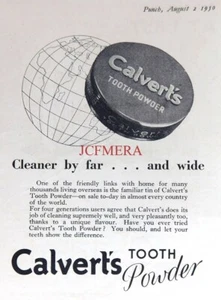 Punch, August 2 1939
Calvert's
TOOTH POWDER
JCFMERA
Cleaner by far . . . and wide
One of the friendly links with home for many
thousands living overseas is the familiar tin of Calvert's
Tooth Powder—on sale to-day in almost every country
of the world.
For four generations users agree that Calvert's does its
job of cleaning supremely well, and very pleasantly too,
thanks to a unique flavour. Have you ever tried
Calvert's Tooth Powder? You should, and let your
teeth show the difference.
Calvert's TOOTH
Powder